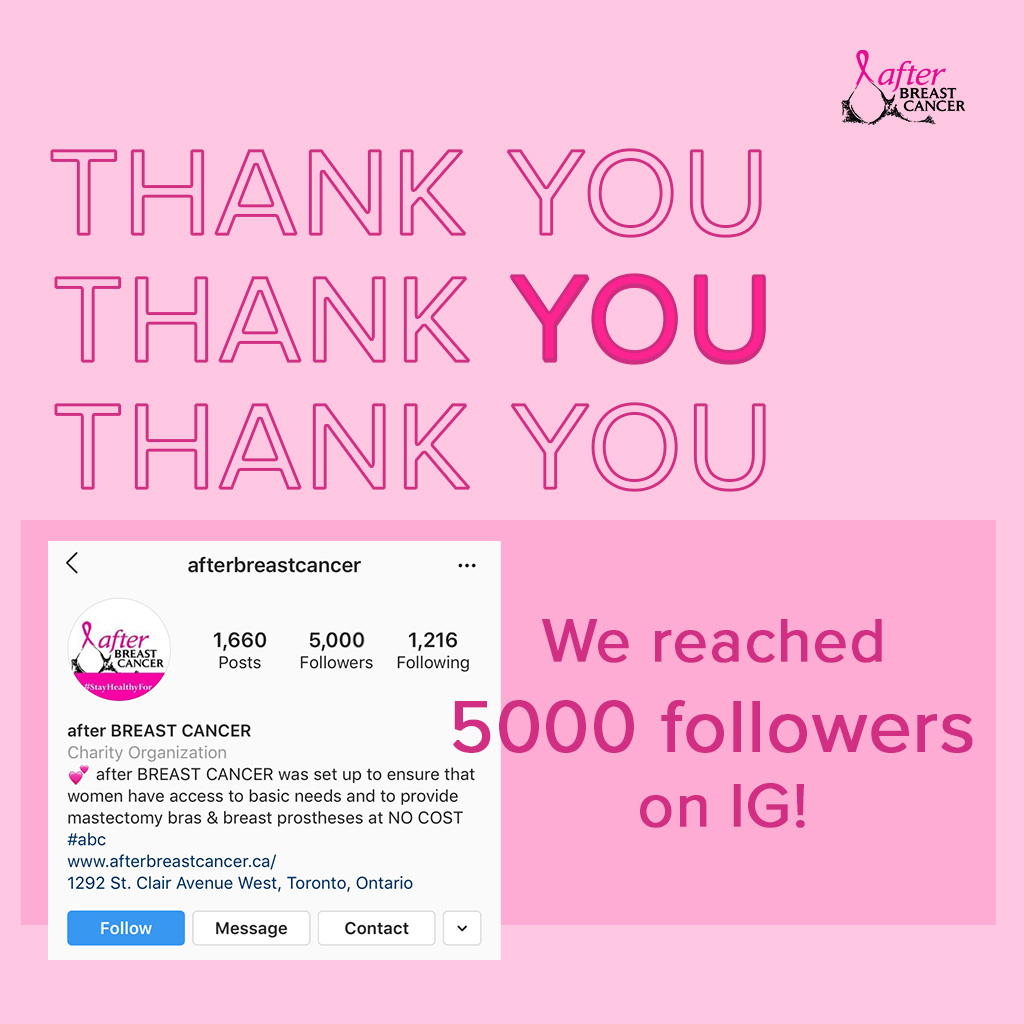 after
BREAST
CANCER
THANK YOU
THANK YOU
THANK YOU
afterbreastcancer
after
BREAST
CANCER
#StayHealthyFor
1,660 5,000 1,216
Posts Followers Following
after BREAST CANCER
Charity Organization
💕 after BREAST CANCER was set up to ensure that
women have access to basic needs and to provide
mastectomy bras & breast prostheses at NO COST
#abc
www.afterbreastcancer.ca/
1292 St. Clair Avenue West, Toronto, Ontario
Follow Message Contact
We reached
5000 followers
on IG!